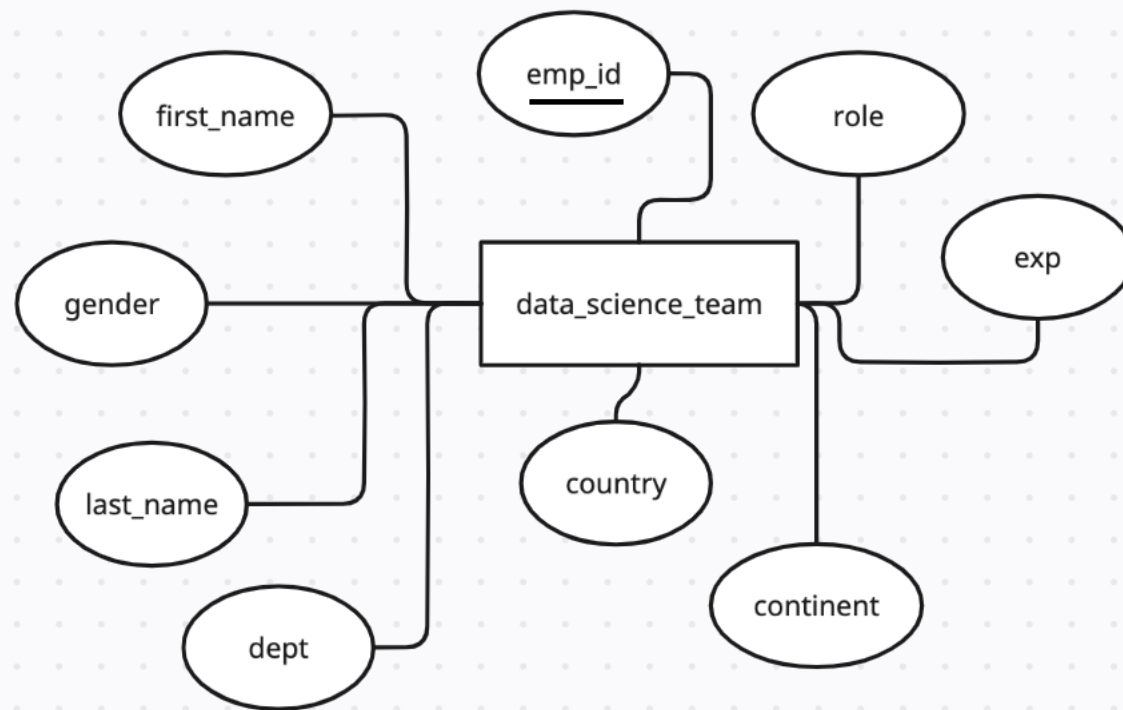 emp_id
first_name
role
exp
gender
data_science_team
country
last_name
continent
dept